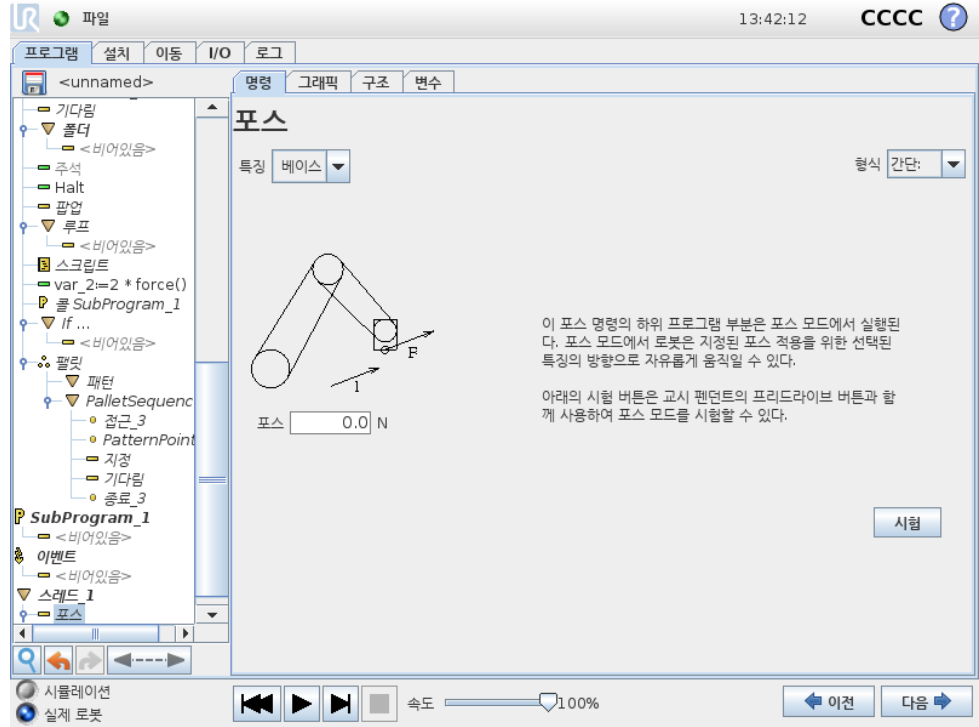 UR 파일 13:42:12 CCCC ?
프로그램 설치 이동 I/O 로그
<unnamed>
명령 그래픽 구조 변수
기다림
폴더
<비어있음>
주석
Halt
팝업
루프
<비어있음>
스크립트
var_2:=2 * force()
콜 SubProgram_1
If ...
<비어있음>
팰릿
패턴
PalletSequenc
접근_3
PatternPoint
지정
기다림
종료_3
SubProgram_1
<비어있음>
이벤트
<비어있음>
스레드_1
포스
포스
특징 베이스
형식 간단:
F
1
포스 0.0 N
이 포스 명령의 하위 프로그램 부분은 포스 모드에서 실행된
다. 포스 모드에서 로봇은 지정된 포스 적용을 위한 선택된
특징의 방향으로 자유롭게 움직일 수 있다.
아래의 시험 버튼은 교시 펜던트의 프리드라이브 버튼과 함
께 사용하여 포스 모드를 시험할 수 있다.
시험
시뮬레이션
실제 로봇
속도 100%
이전 다음